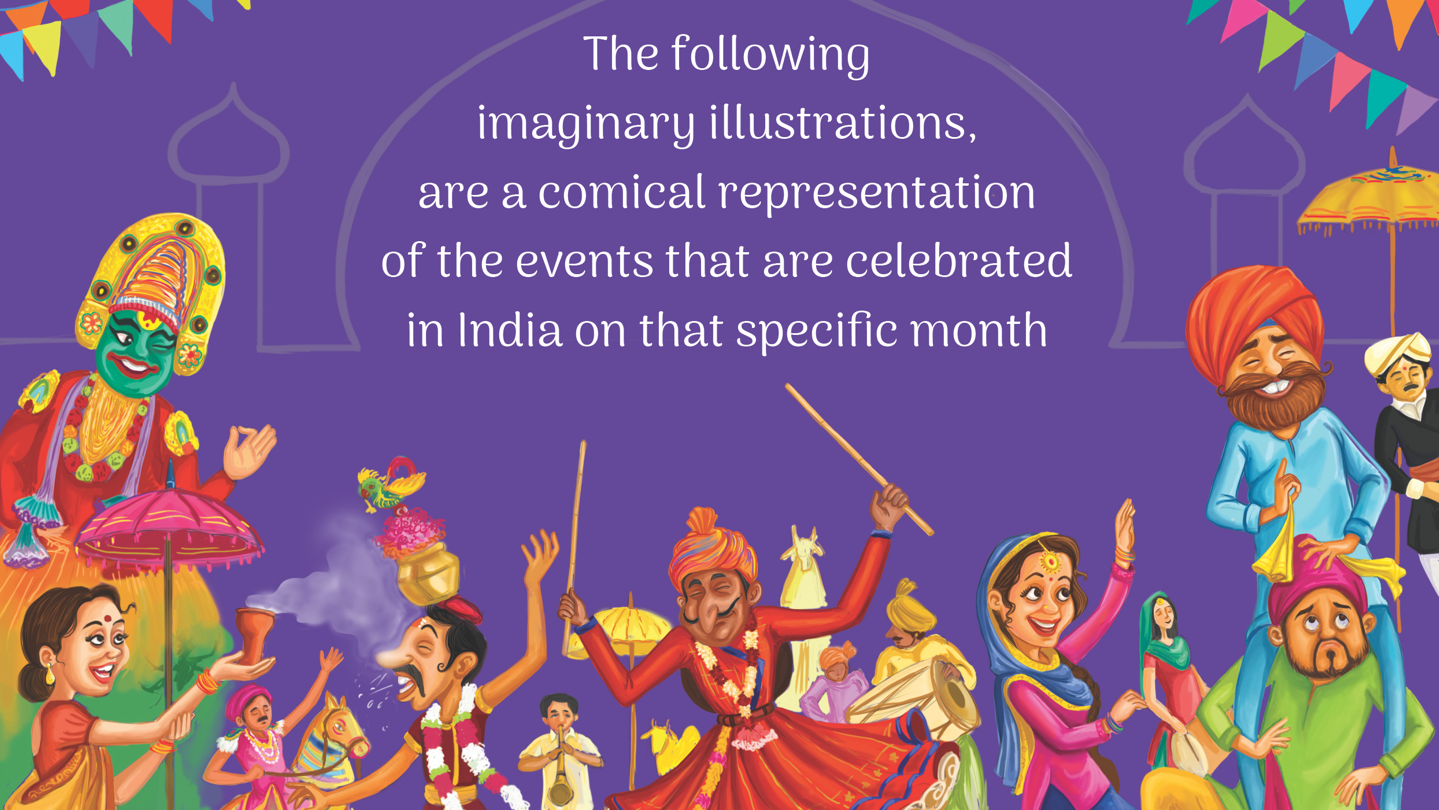 The following
imaginary illustrations,
are a comical representation
of the events that are celebrated
in India on that specific month